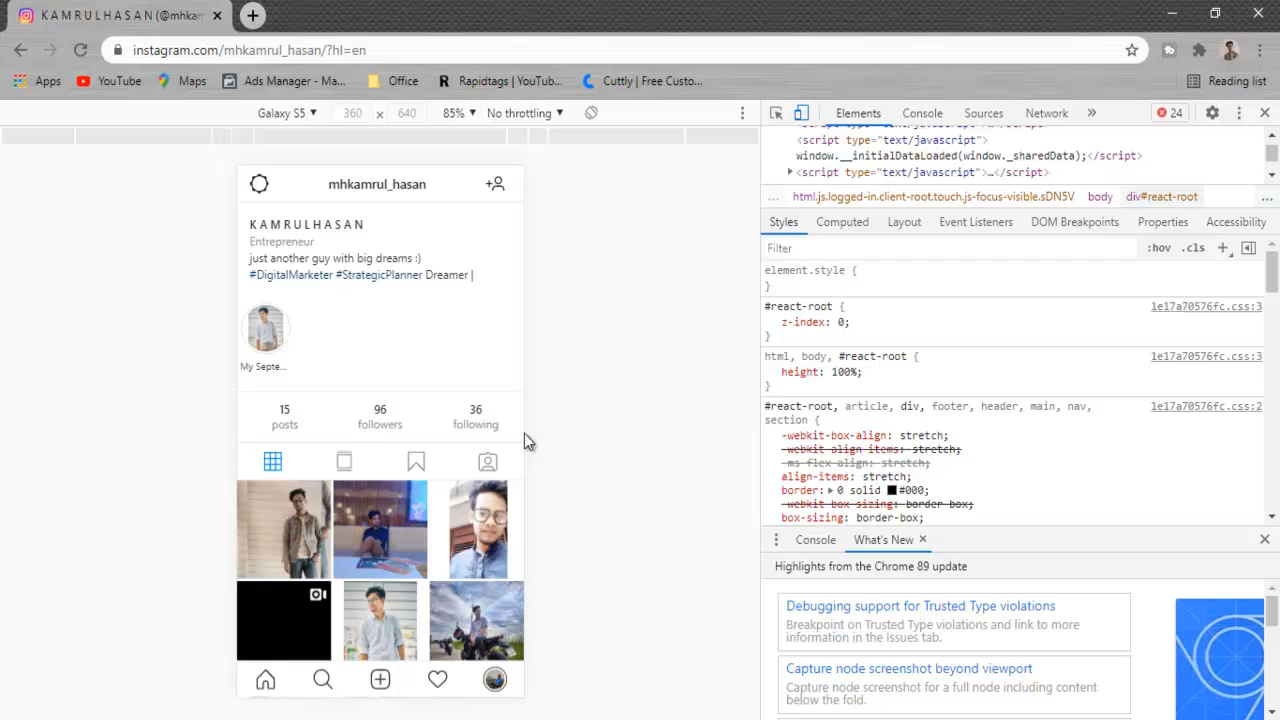 K A M R U L H A S A N (@mhkam
instagram.com/mhkamrul_hasan/?hl=en
Apps YouTube Maps Ads Manager - Ma... Office Rapidtags | YouTub... Cuttly | Free Custo... Reading list
Galaxy S5 ▼ 360 x 640 85% ▼ No throttling ▼
Elements Console Sources Network » 24
<script type="text/javascript">…</script>
<script type="text/javascript">
window.__initialDataLoaded(window._sharedData);</script>
<script type="text/javascript">…</script>
... html.js.logged-in.client-root.touch.js-focus-visible.sDN5V body div#react-root ...
Styles Computed Layout Event Listeners DOM Breakpoints Properties Accessibility
Filter :hov .cls +
element.style {
}
#react-root { 1e17a70576fc.css:3
z-index: 0;
}
html, body, #react-root { 1e17a70576fc.css:3
height: 100%;
}
#react-root, article, div, footer, header, main, nav, 1e17a70576fc.css:2
section {
-webkit-box-align: stretch;
-webkit-align-items: stretch;
-ms-flex-align: stretch;
align-items: stretch;
border: 0 solid #000;
-webkit-box-sizing: border-box;
box-sizing: border-box;
Console What's New ×
Highlights from the Chrome 89 update
Debugging support for Trusted Type violations
Breakpoint on Trusted Type violations and link to more
information in the Issues tab.
Capture node screenshot beyond viewport
Capture node screenshot for a full node including content
below the fold.
mhkamrul_hasan
K A M R U L H A S A N
Entrepreneur
just another guy with big dreams :)
#DigitalMarketer #StrategicPlanner Dreamer |
My Septe...
15 96 36
posts followers following